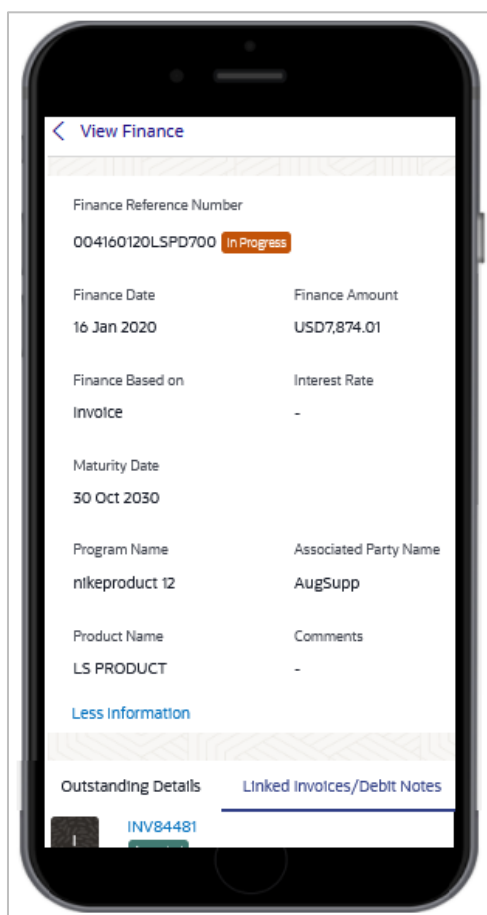 View Finance
Finance Reference Number
004160120LSPD700 In Progress
Finance Date Finance Amount
16 Jan 2020 USD7,874.01
Finance Based on Interest Rate
Invoice -
Maturity Date
30 Oct 2030
Program Name Associated Party Name
nikeproduct 12 AugSupp
Product Name Comments
LS PRODUCT -
Less Information
Outstanding Details Linked Invoices/Debit Notes
INV84481
I